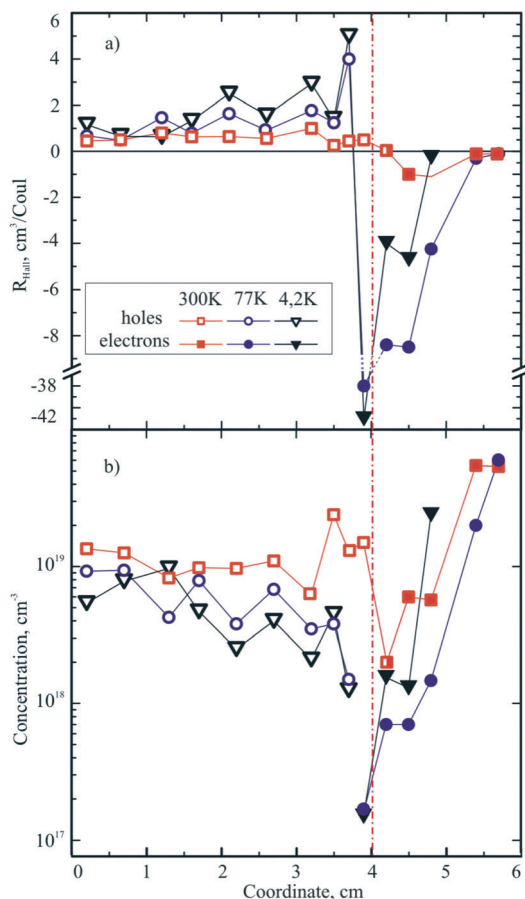 a)
6
4
2
0
-2
-4
-6
-8
-38
-42
R_Hall, cm³/Coul
300K 77K 4,2K
holes
electrons
b)
10¹⁹
10¹⁸
10¹⁷
Concentration, cm⁻³
0 1 2 3 4 5 6
Coordinate, cm